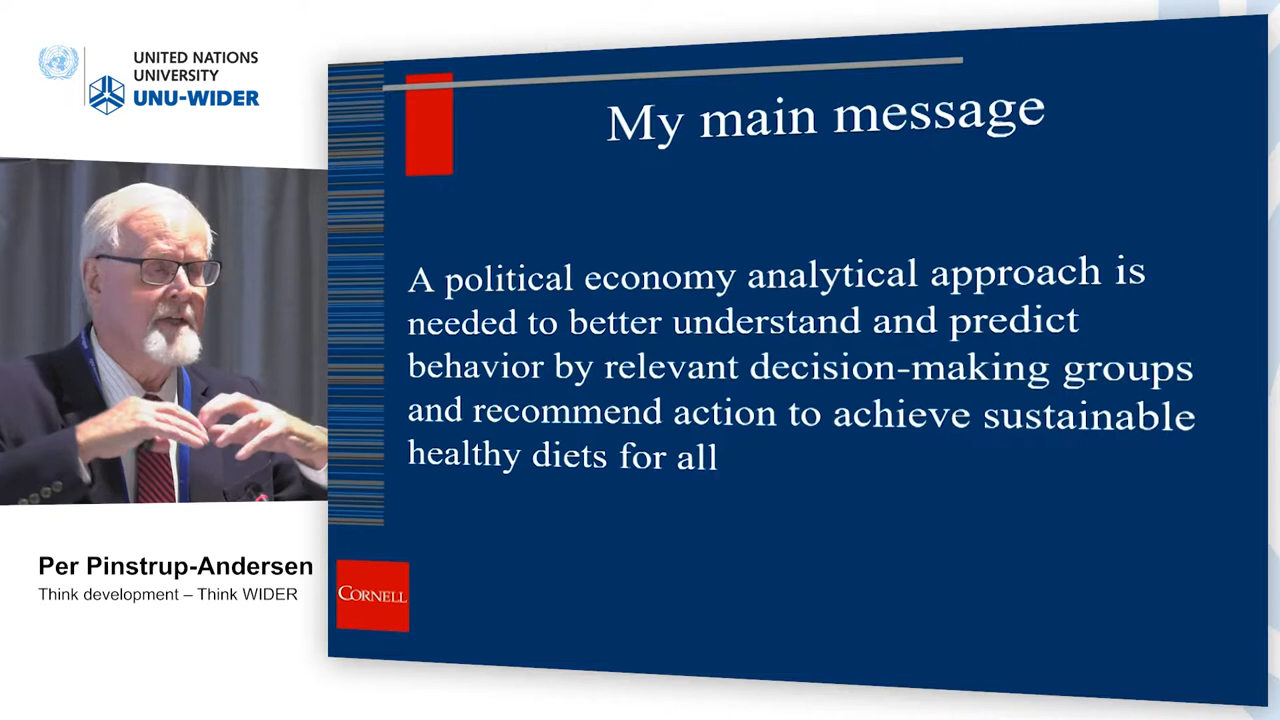 UNITED NATIONS
UNIVERSITY
UNU-WIDER
My main message
A political economy analytical approach is
needed to better understand and predict
behavior by relevant decision-making groups
and recommend action to achieve sustainable
healthy diets for all
Per Pinstrup-Andersen
Think development – Think WIDER
CORNELL